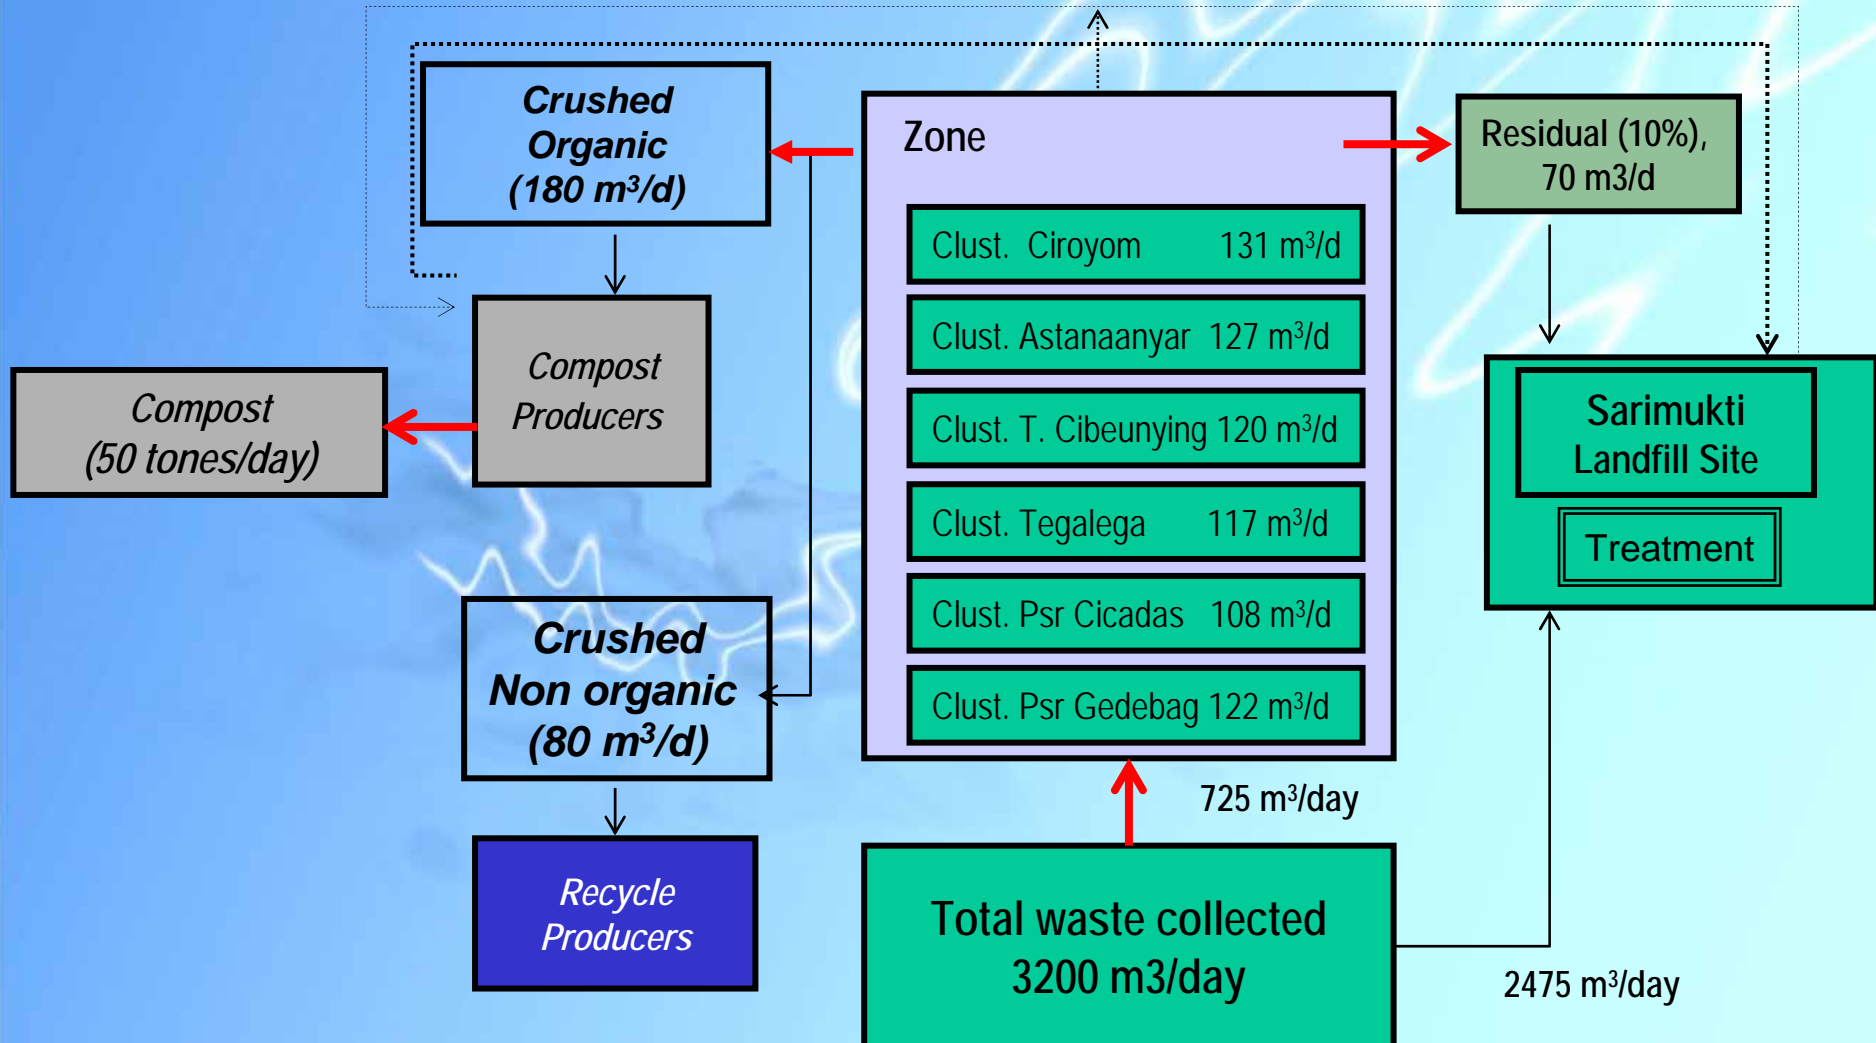 Crushed
Organic
(180 m³/d)
Zone
Residual (10%),
70 m3/d
Clust. Ciroyom 131 m³/d
Clust. Astanaanyar 127 m³/d
Clust. T. Cibeunying 120 m³/d
Clust. Tegalega 117 m³/d
Clust. Psr Cicadas 108 m³/d
Clust. Psr Gedebag 122 m³/d
Compost
Producers
Compost
(50 tones/day)
Sarimukti
Landfill Site
Treatment
Crushed
Non organic
(80 m³/d)
725 m³/day
Recycle
Producers
Total waste collected
3200 m3/day
2475 m³/day